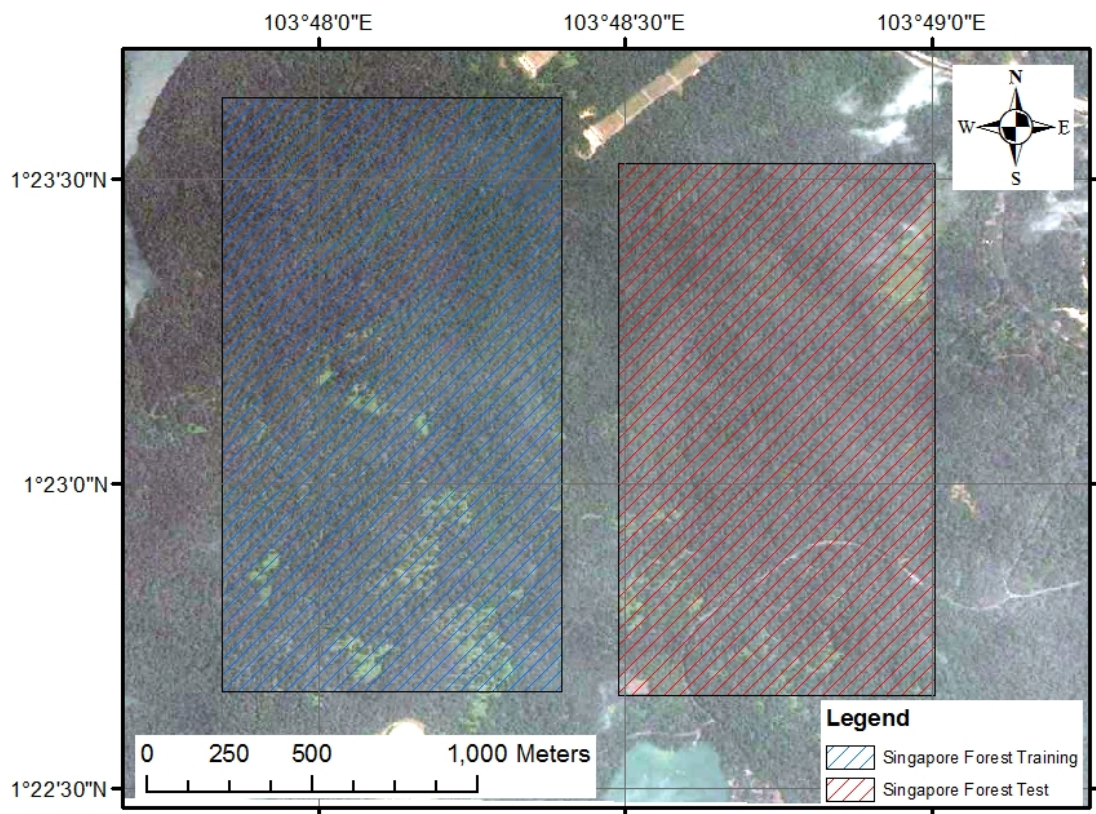 103°48'0"E 103°48'30"E 103°49'0"E
N
W E
S
1°23'30"N
1°23'0"N
1°22'30"N
0 250 500 1,000 Meters
Legend
Singapore Forest Training
Singapore Forest Test